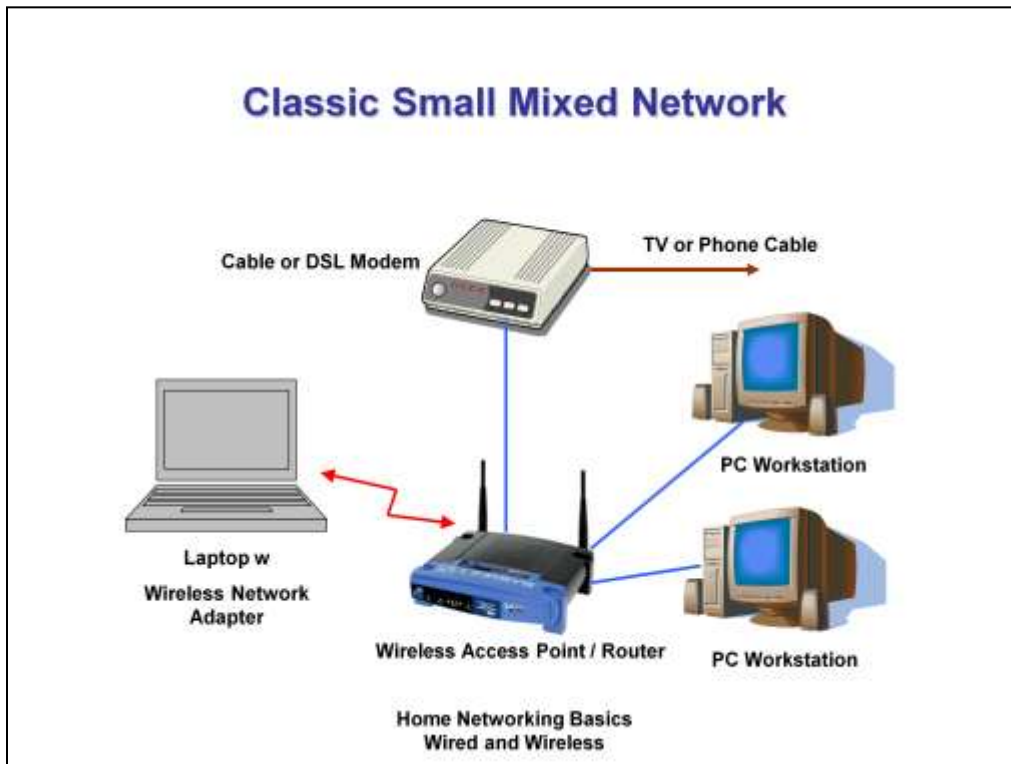 Classic Small Mixed Network
Cable or DSL Modem
TV or Phone Cable
PC Workstation
Laptop w
Wireless Network
Adapter
Wireless Access Point / Router
PC Workstation
Home Networking Basics
Wired and Wireless